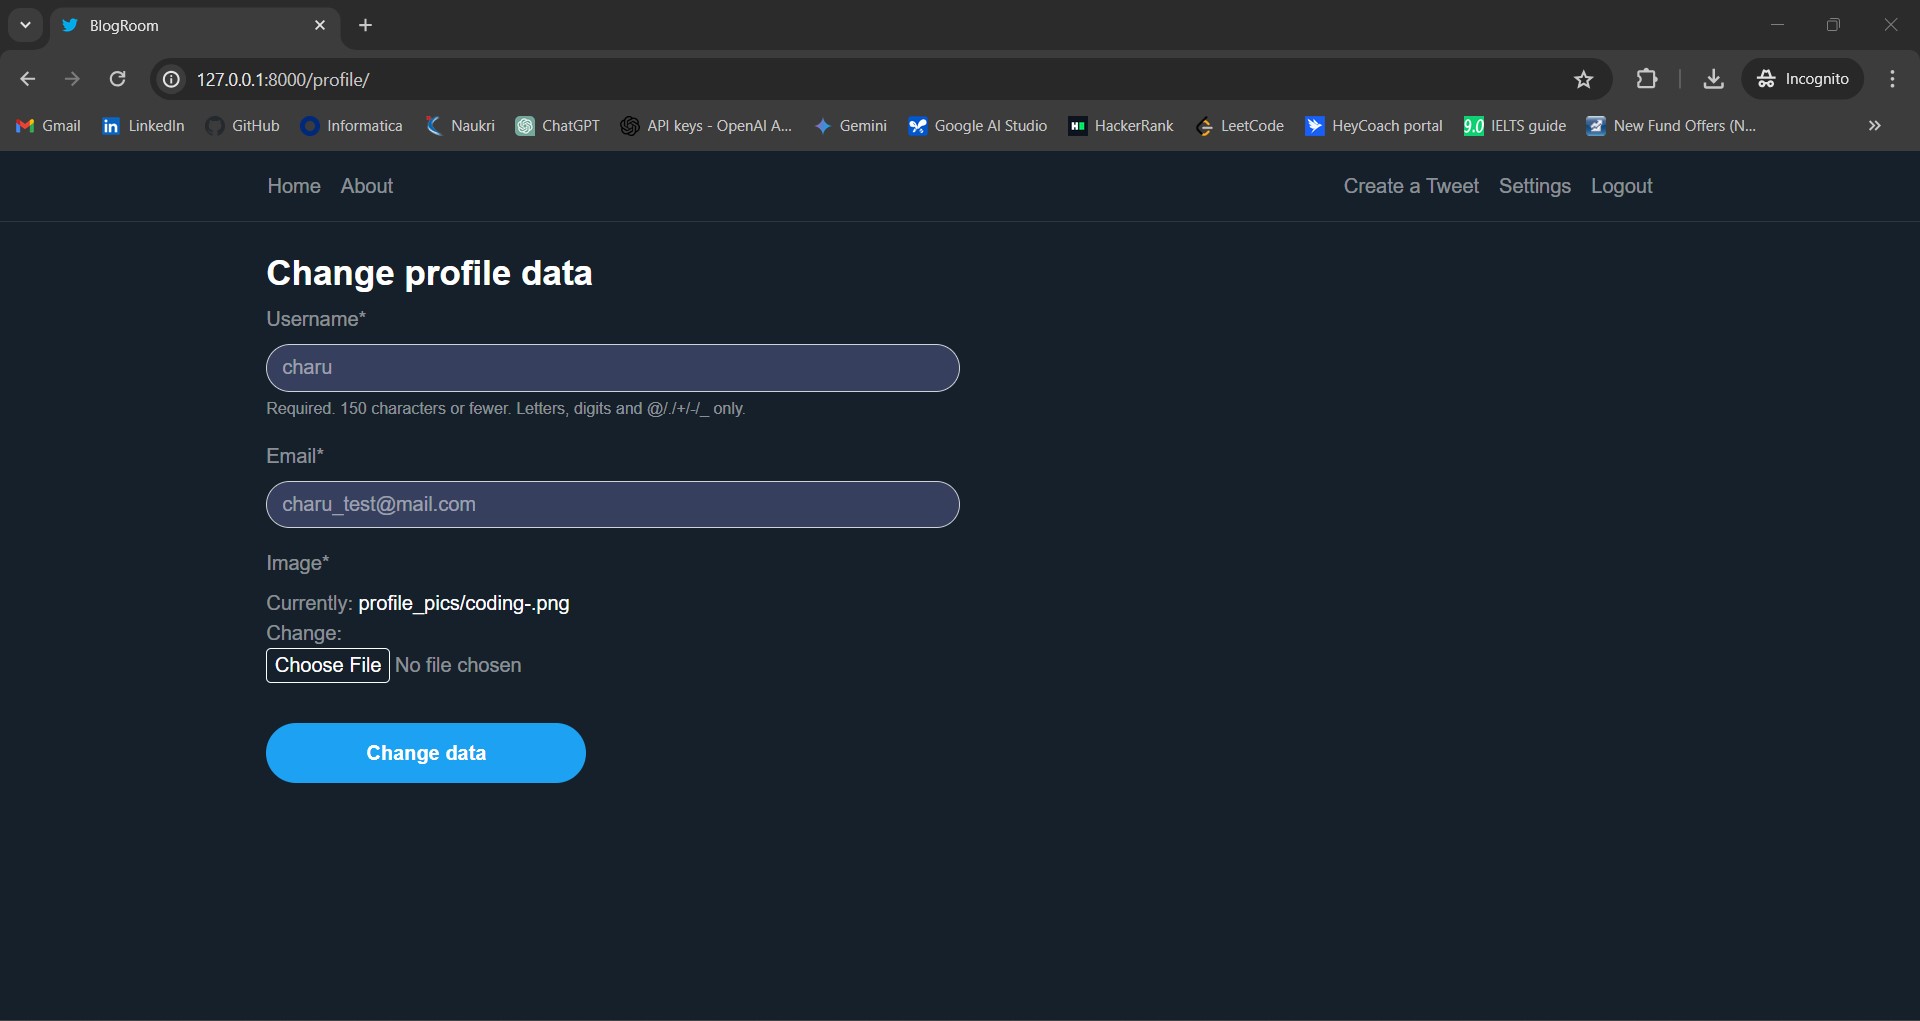 BlogRoom
127.0.0.1:8000/profile/
Incognito
Gmail LinkedIn GitHub Informatica Naukri ChatGPT API keys - OpenAI A... Gemini Google AI Studio HackerRank LeetCode HeyCoach portal 9.0 IELTS guide New Fund Offers (N...
Home About Create a Tweet Settings Logout
Change profile data
Username*
charu
Required. 150 characters or fewer. Letters, digits and @/./+/-/_ only.
Email*
charu_test@mail.com
Image*
Currently: profile_pics/coding-.png
Change:
Choose File No file chosen
Change data